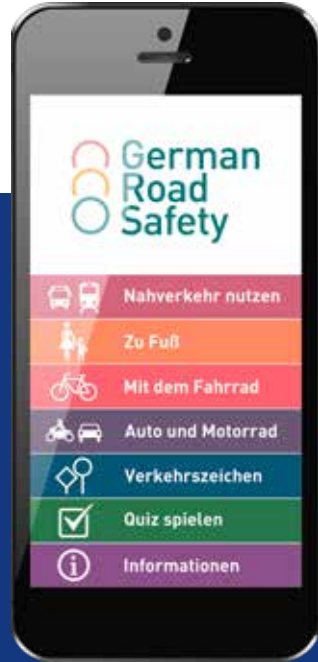 German
Road
Safety
Nahverkehr nutzen
Zu Fuß
Mit dem Fahrrad
Auto und Motorrad
Verkehrszeichen
Quiz spielen
Informationen